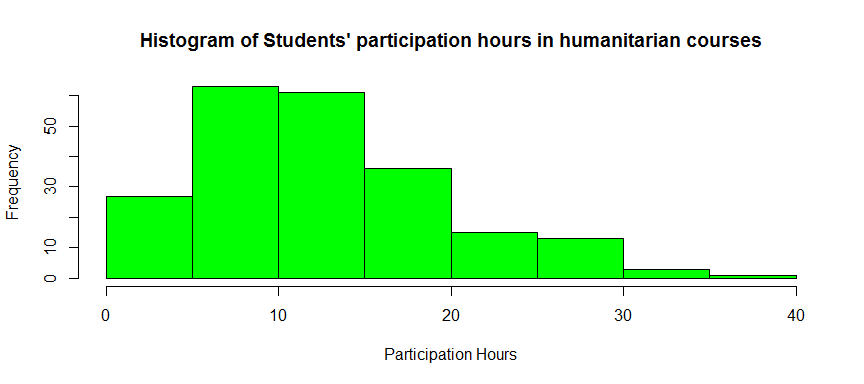 Histogram of Students' participation hours in humanitarian courses
Frequency
50
30
10
0
0 10 20 30 40
Participation Hours